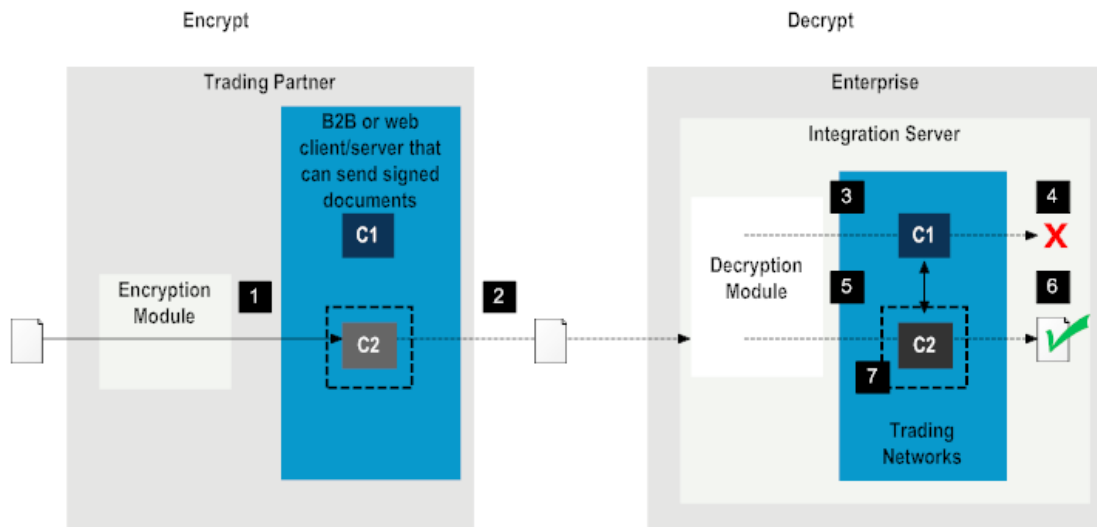 Encrypt
Decrypt
Trading Partner
Enterprise
B2B or web
client/server that
can send signed
documents
Integration Server
3
4
C1
C1
X
Encryption
Module
1
2
Decryption
Module
5
6
C2
C2
7
Trading
Networks